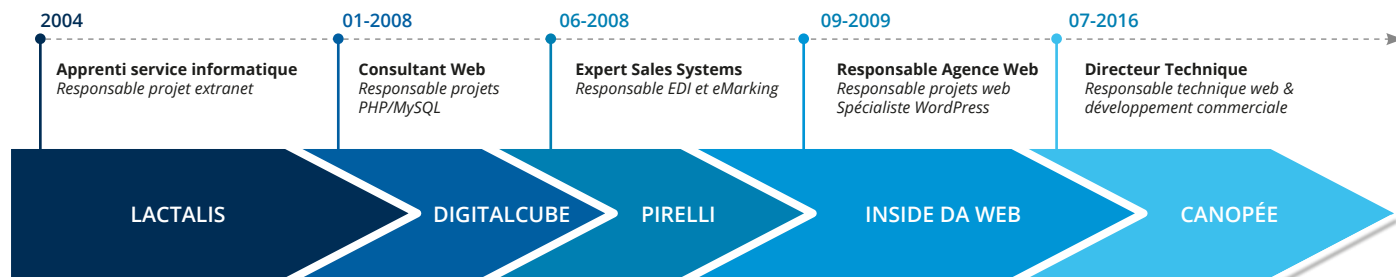 2004
Apprenti service informatique
Responsable projet extranet
01-2008
Consultant Web
Responsable projets
PHP/MySQL
06-2008
Expert Sales Systems
Responsable EDI et eMarking
09-2009
Responsable Agence Web
Responsable projets web
Spécialiste WordPress
07-2016
Directeur Technique
Responsable technique web &
développement commerciale
LACTALIS
DIGITALCUBE
PIRELLI
INSIDE DA WEB
CANOPÉE